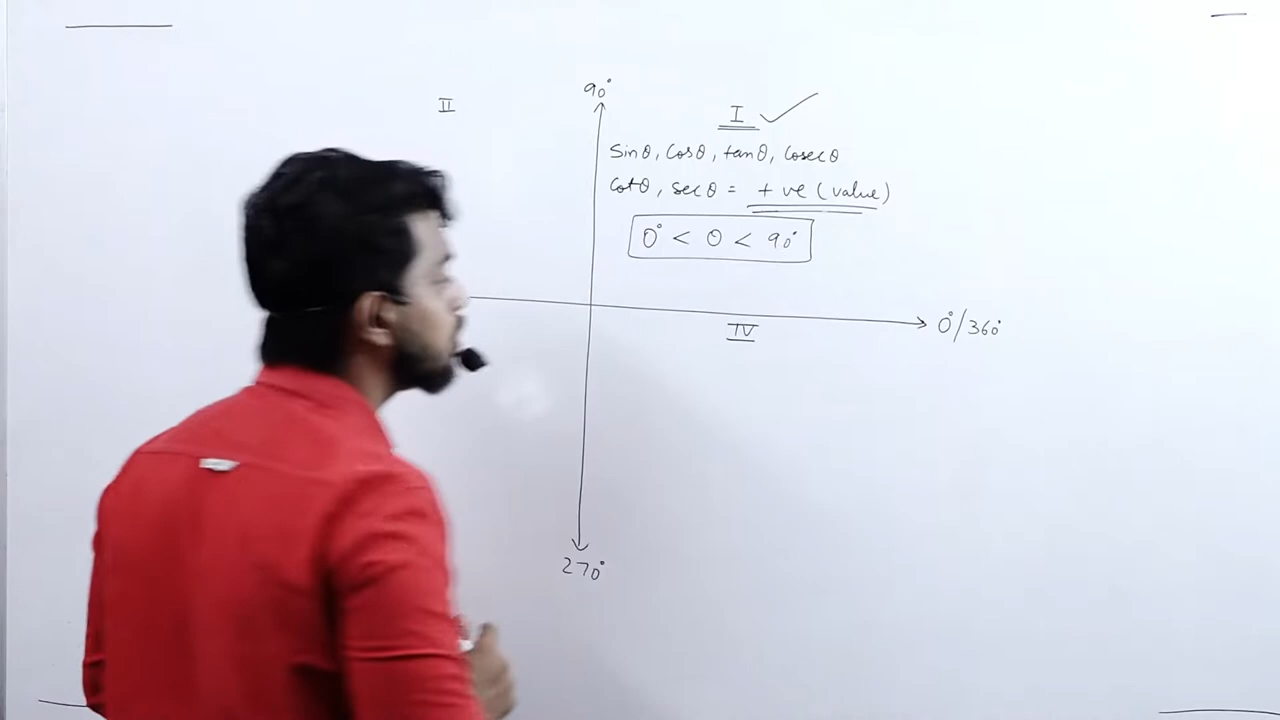 90°
II
I
sinθ, cosθ, tanθ, cosecθ
cotθ, secθ = +ve (value)
0° < θ < 90°
0°/360°
IV
270°